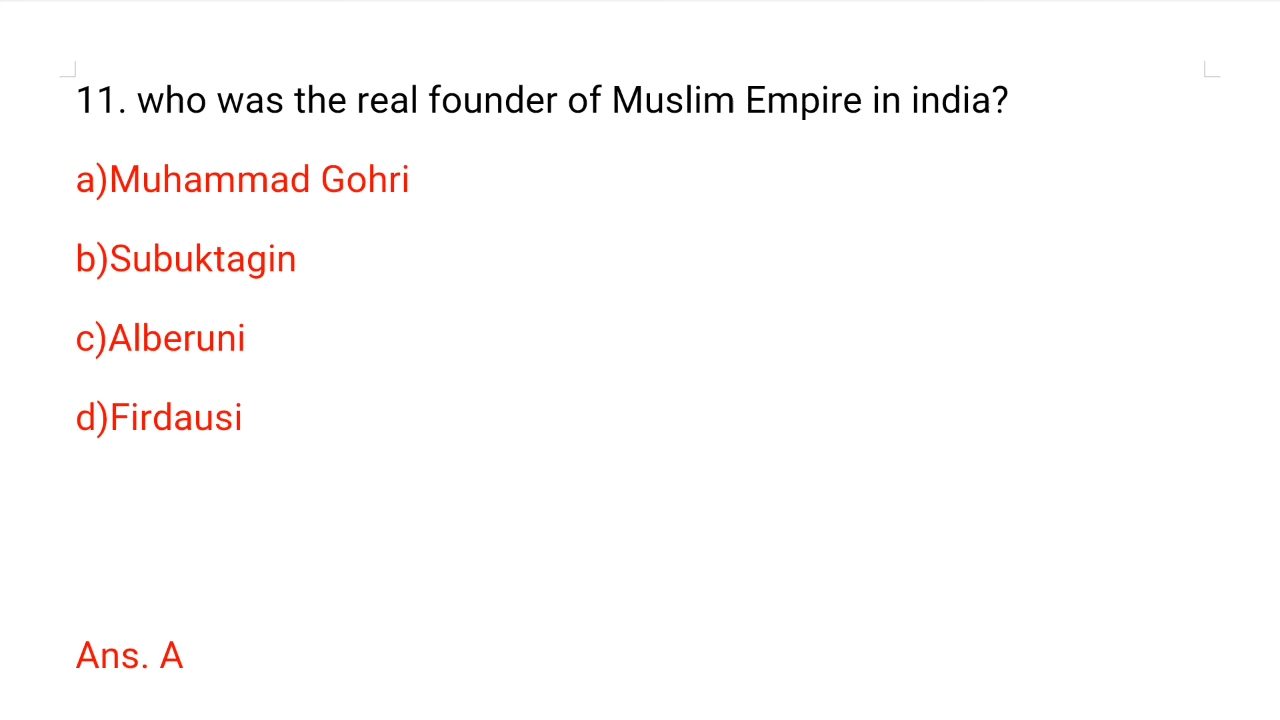 11. who was the real founder of Muslim Empire in india?
a)Muhammad Gohri
b)Subuktagin
c)Alberuni
d)Firdausi
Ans. A